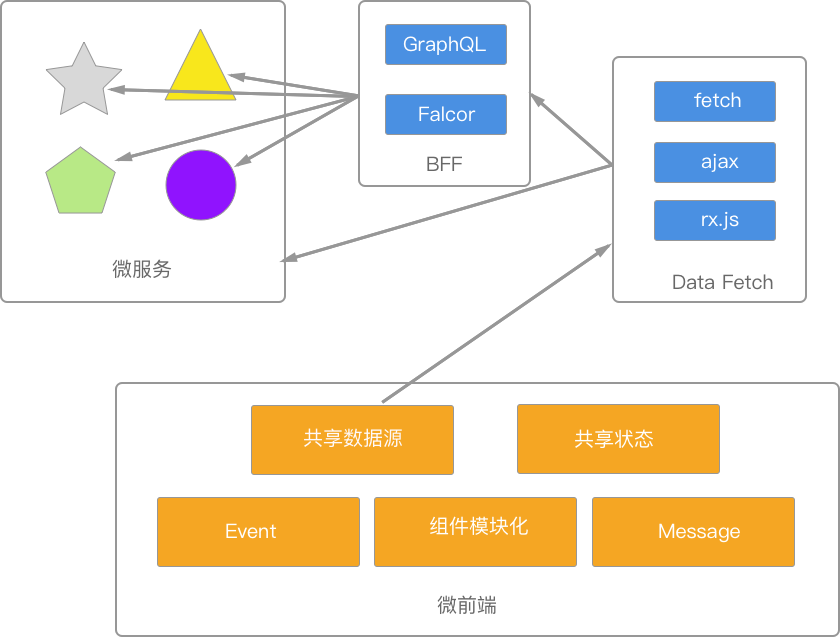 GraphQL
Falcor
BFF
微服务
fetch
ajax
rx.js
Data Fetch
共享数据源
共享状态
Event
组件模块化
Message
微前端